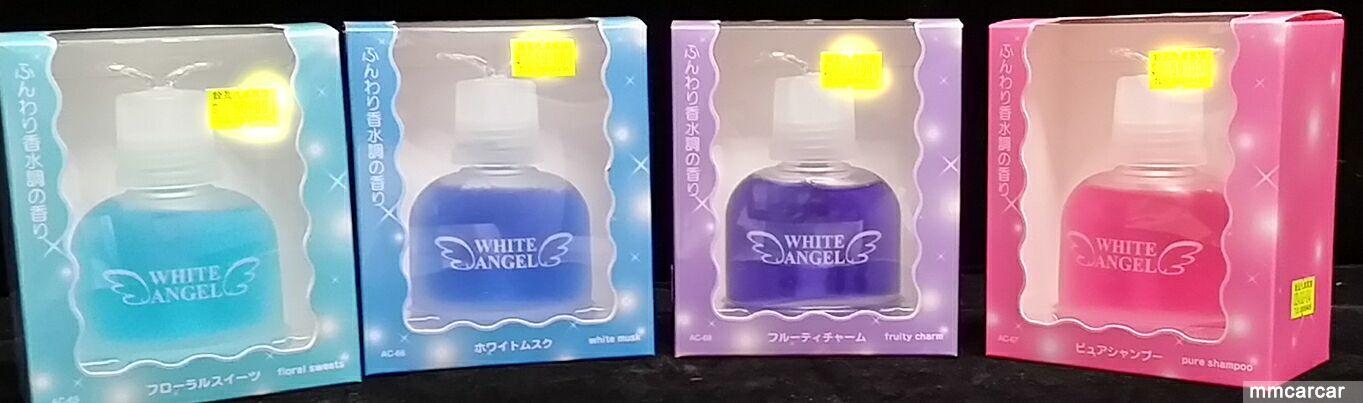 ふんわり香水調の香り
WHITE
ANGEL
フローラルスイーツ
floral sweets
AC-65
ふんわり香水調の香り
WHITE
ANGEL
AC-66
ホワイトムスク
white musk
ふんわり香水調の香り
WHITE
ANGEL
AC-68
フルーティチャーム
fruity charm
ふんわり香水調の香り
WHITE
ANGEL
AC-67
ピュアシャンプー
pure shampoo
mmcarcar